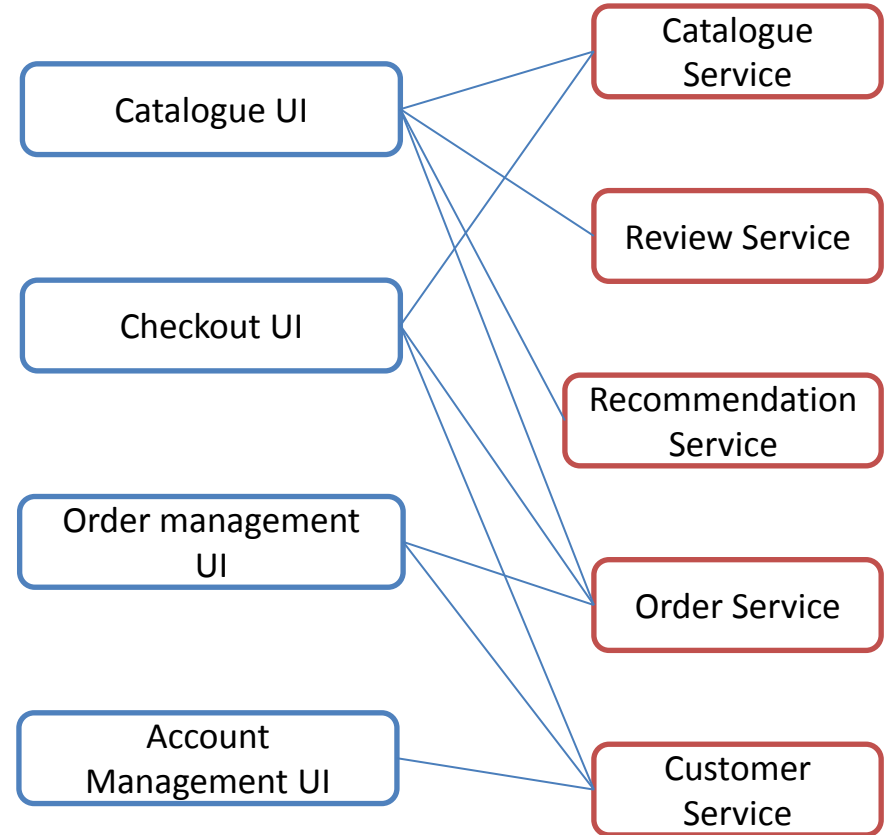 Catalogue UI
Checkout UI
Order management
UI
Account
Management UI
Catalogue
Service
Review Service
Recommendation
Service
Order Service
Customer
Service